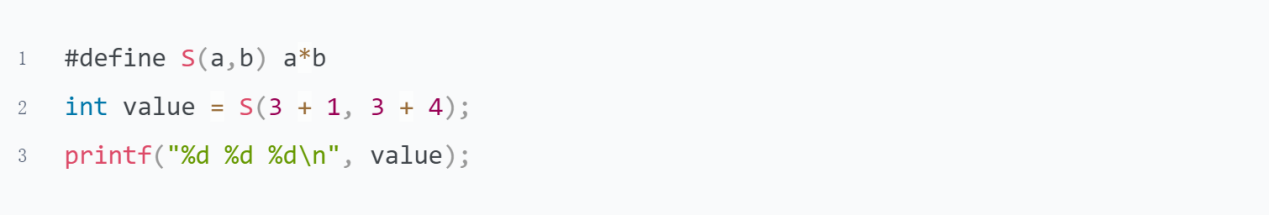 1 #define S(a,b) a*b
2 int value = S(3 + 1, 3 + 4);
3 printf("%d %d %d\n", value);